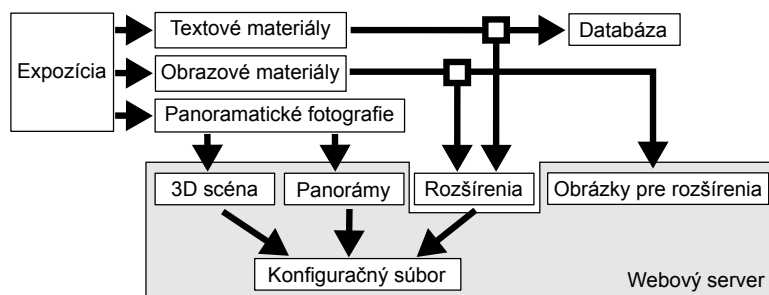 Textové materiály
Databáza
Expozícia
Obrazové materiály
Panoramatické fotografie
3D scéna
Panorámy
Rozšírenia
Obrázky pre rozšírenia
Konfiguračný súbor
Webový server